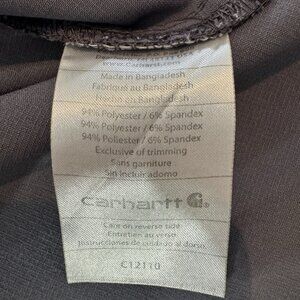 www.Carhartt.com
Made in Bangladesh
Fabriqué au Bangladesh
Hecho en Bangladesh
94% Polyester / 6% Spandex
94% Polyester / 6% Spandex
94% Poliester / 6% Spandex
Exclusive of trimming
Sans garniture
Sin incluir adorno
carhartt
Care on reverse side
Entretien au verso
Instrucciones de cuidado al dorso
C12110